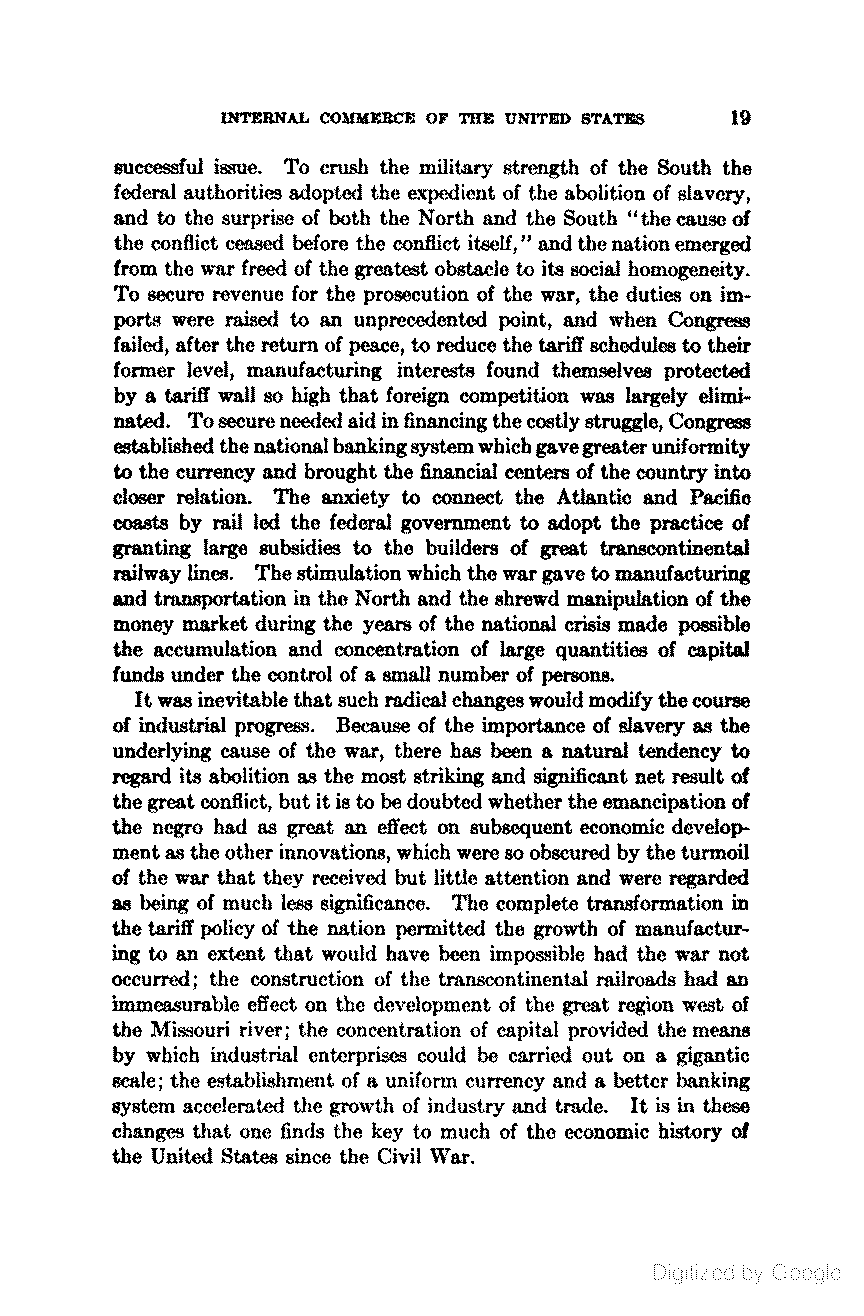 INTERNAL COMMERCE OF THE UNITED STATES 19
successful issue. To crush the military strength of the South the
federal authorities adopted the expedient of the abolition of slavery,
and to the surprise of both the North and the South "the cause of
the conflict ceased before the conflict itself," and the nation emerged
from the war freed of the greatest obstacle to its social homogeneity.
To secure revenue for the prosecution of the war, the duties on im-
ports were raised to an unprecedented point, and when Congress
failed, after the return of peace, to reduce the tariff schedules to their
former level, manufacturing interests found themselves protected
by a tariff wall so high that foreign competition was largely elimi-
nated. To secure needed aid in financing the costly struggle, Congress
established the national banking system which gave greater uniformity
to the currency and brought the financial centers of the country into
closer relation. The anxiety to connect the Atlantic and Pacific
coasts by rail led the federal government to adopt the practice of
granting large subsidies to the builders of great transcontinental
railway lines. The stimulation which the war gave to manufacturing
and transportation in the North and the shrewd manipulation of the
money market during the years of the national crisis made possible
the accumulation and concentration of large quantities of capital
funds under the control of a small number of persons.
It was inevitable that such radical changes would modify the course
of industrial progress. Because of the importance of slavery as the
underlying cause of the war, there has been a natural tendency to
regard its abolition as the most striking and significant net result of
the great conflict, but it is to be doubted whether the emancipation of
the negro had as great an effect on subsequent economic develop-
ment as the other innovations, which were so obscured by the turmoil
of the war that they received but little attention and were regarded
as being of much less significance. The complete transformation in
the tariff policy of the nation permitted the growth of manufactur-
ing to an extent that would have been impossible had the war not
occurred; the construction of the transcontinental railroads had an
immeasurable effect on the development of the great region west of
the Missouri river; the concentration of capital provided the means
by which industrial enterprises could be carried out on a gigantic
scale; the establishment of a uniform currency and a better banking
system accelerated the growth of industry and trade. It is in these
changes that one finds the key to much of the economic history of
the United States since the Civil War.
Digitized by Google